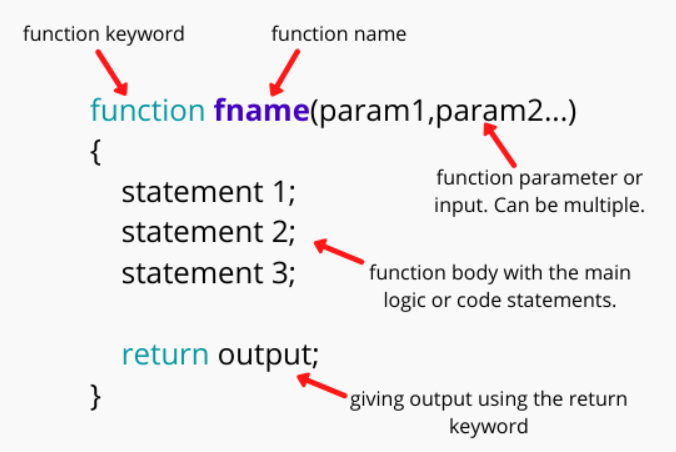 function keyword
function name
function fname(param1,param2...)
{
function parameter or
input. Can be multiple.
statement 1;
statement 2;
statement 3;
function body with the main
logic or code statements.
return output;
}
giving output using the return
keyword